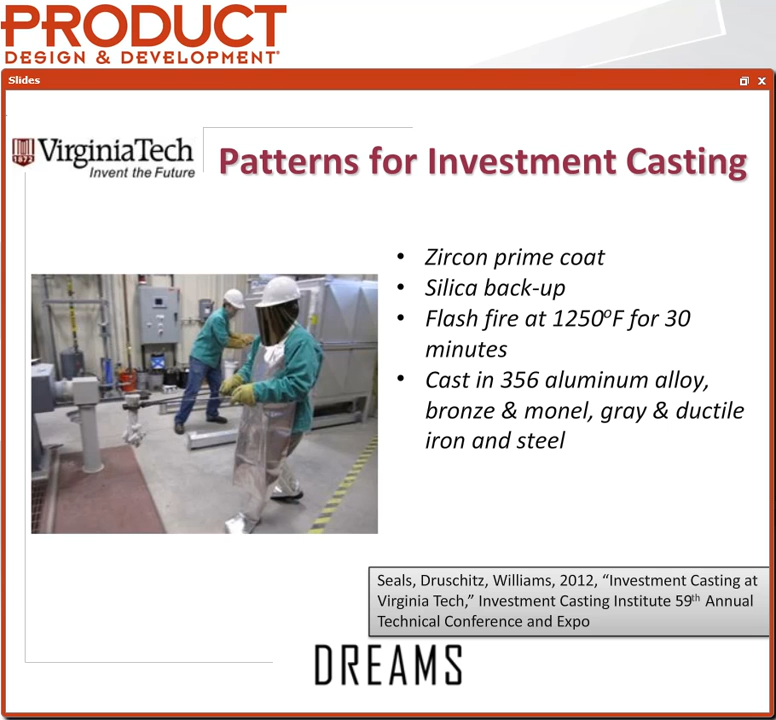 PRODUCT
DESIGN & DEVELOPMENT
Slides
1872
VirginiaTech
Invent the Future
Patterns for Investment Casting
• Zircon prime coat
• Silica back-up
• Flash fire at 1250ºF for 30
minutes
• Cast in 356 aluminum alloy,
bronze & monel, gray & ductile
iron and steel
Seals, Druschitz, Williams, 2012, “Investment Casting at
Virginia Tech,” Investment Casting Institute 59th Annual
Technical Conference and Expo
DREAMS